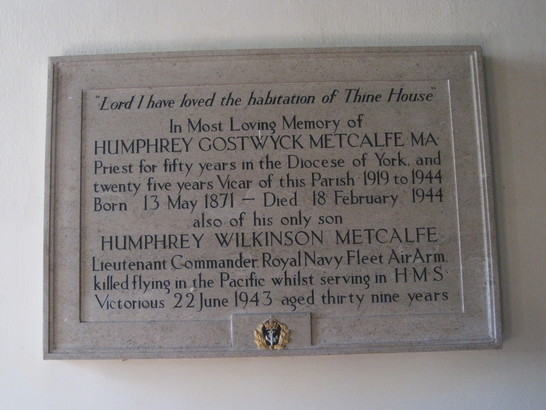 "Lord I have loved the habitation of Thine House"
In Most Loving Memory of
HUMPHREY GOSTWYCK METCALFE MA·
Priest for fifty years in the Diocese of York, and
twenty five years Vicar of this Parish 1919 to 1944
Born 13 May 1871 — Died 18 February 1944
also of his only son
HUMPHREY WILKINSON METCALFE
Lieutenant Commander Royal Navy Fleet Air Arm.
killed flying in the Pacific whilst serving in H·M·S·
Victorious 22 June 1943 aged thirty nine years